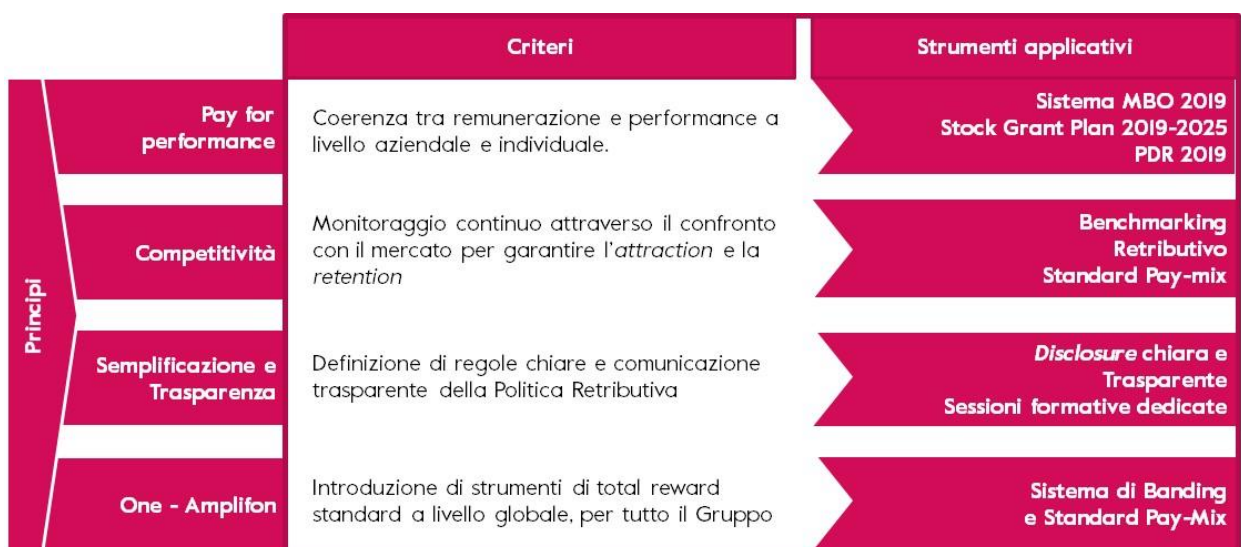 Criteri
Strumenti applicativi
Principi
Pay for
performance
Coerenza tra remunerazione e performance a
livello aziendale e individuale.
Sistema MBO 2019
Stock Grant Plan 2019-2025
PDR 2019
Competitività
Monitoraggio continuo attraverso il confronto
con il mercato per garantire l'attraction e la
retention
Benchmarking
Retributivo
Standard Pay-mix
Semplificazione e
Trasparenza
Definizione di regole chiare e comunicazione
trasparente della Politica Retributiva
Disclosure chiara e
Trasparente
Sessioni formative dedicate
One - Amplifon
Introduzione di strumenti di total reward
standard a livello globale, per tutto il Gruppo
Sistema di Banding
e Standard Pay-Mix